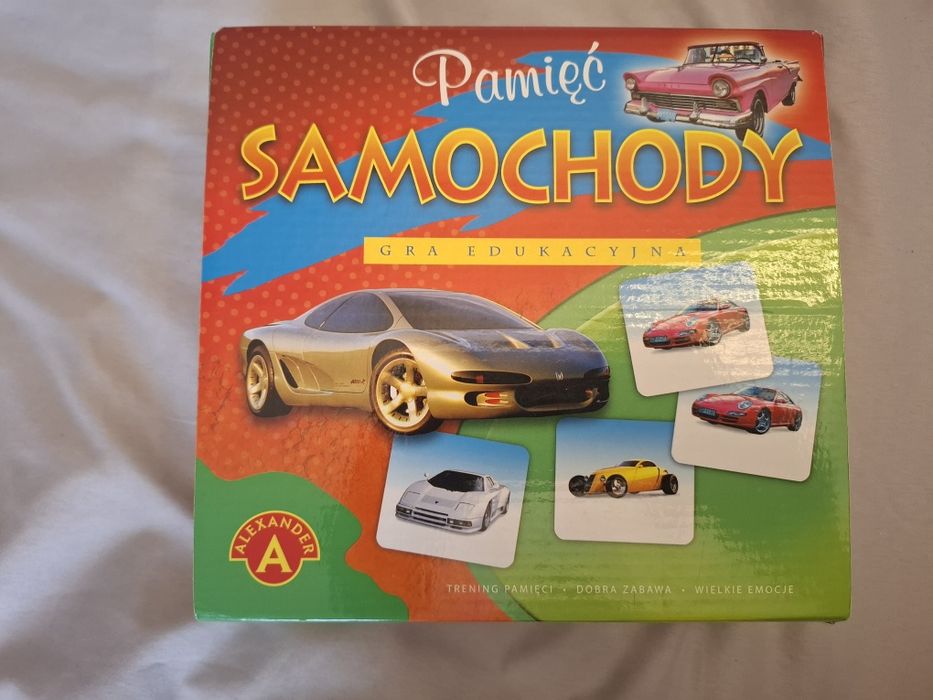 Pamięć
SAMOCHODY
GRA EDUKACYJNA
ALEXANDER
A
TRENING PAMIĘCI • DOBRA ZABAWA • WIELKIE EMOCJE